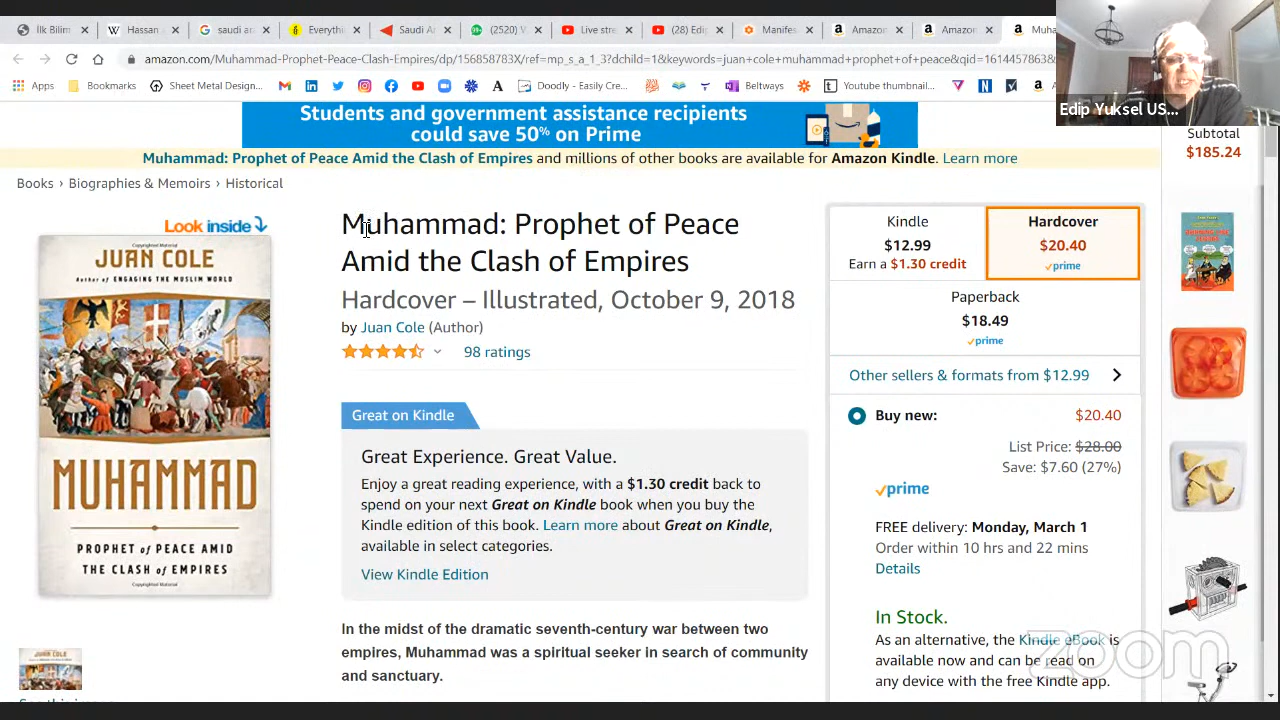 İlk Bilim
Hassan
saudi ar
Everythi
Saudi A
(2520) V
Live stre
(28) Edi
Manifes
Amazon
Amazon
Muha
amazon.com/Muhammad-Prophet-Peace-Clash-Empires/dp/156858783X/ref=mp_s_a_1_3?dchild=1&keywords=juan+cole+muhammad+prophet+of+peace&qid=1614457863&
Apps
Bookmarks
Sheet Metal Design...
Doodly - Easily Cre...
Beltways
Youtube thumbnail...
Edip Yuksel US...
Students and government assistance recipients
could save 50% on Prime
Subtotal
$185.24
Muhammad: Prophet of Peace Amid the Clash of Empires and millions of other books are available for Amazon Kindle. Learn more
Books › Biographies & Memoirs › Historical
Look inside
Copyrighted Material
JUAN COLE
Author of ENGAGING THE MUSLIM WORLD
MUHAMMAD
PROPHET of PEACE AMID
THE CLASH of EMPIRES
Copyrighted Material
Muhammad: Prophet of Peace
Amid the Clash of Empires
Hardcover – Illustrated, October 9, 2018
by Juan Cole (Author)
98 ratings
Great on Kindle
Great Experience. Great Value.
Enjoy a great reading experience, with a $1.30 credit back to
spend on your next Great on Kindle book when you buy the
Kindle edition of this book. Learn more about Great on Kindle,
available in select categories.
View Kindle Edition
In the midst of the dramatic seventh-century war between two
empires, Muhammad was a spiritual seeker in search of community
and sanctuary.
Kindle
$12.99
Earn a $1.30 credit
Hardcover
$20.40
prime
Paperback
$18.49
prime
Other sellers & formats from $12.99
Buy new: $20.40
List Price: $28.00
Save: $7.60 (27%)
prime
FREE delivery: Monday, March 1
Order within 10 hrs and 22 mins
Details
In Stock.
As an alternative, the Kindle eBook is
available now and can be read on
any device with the free Kindle app.
zoom